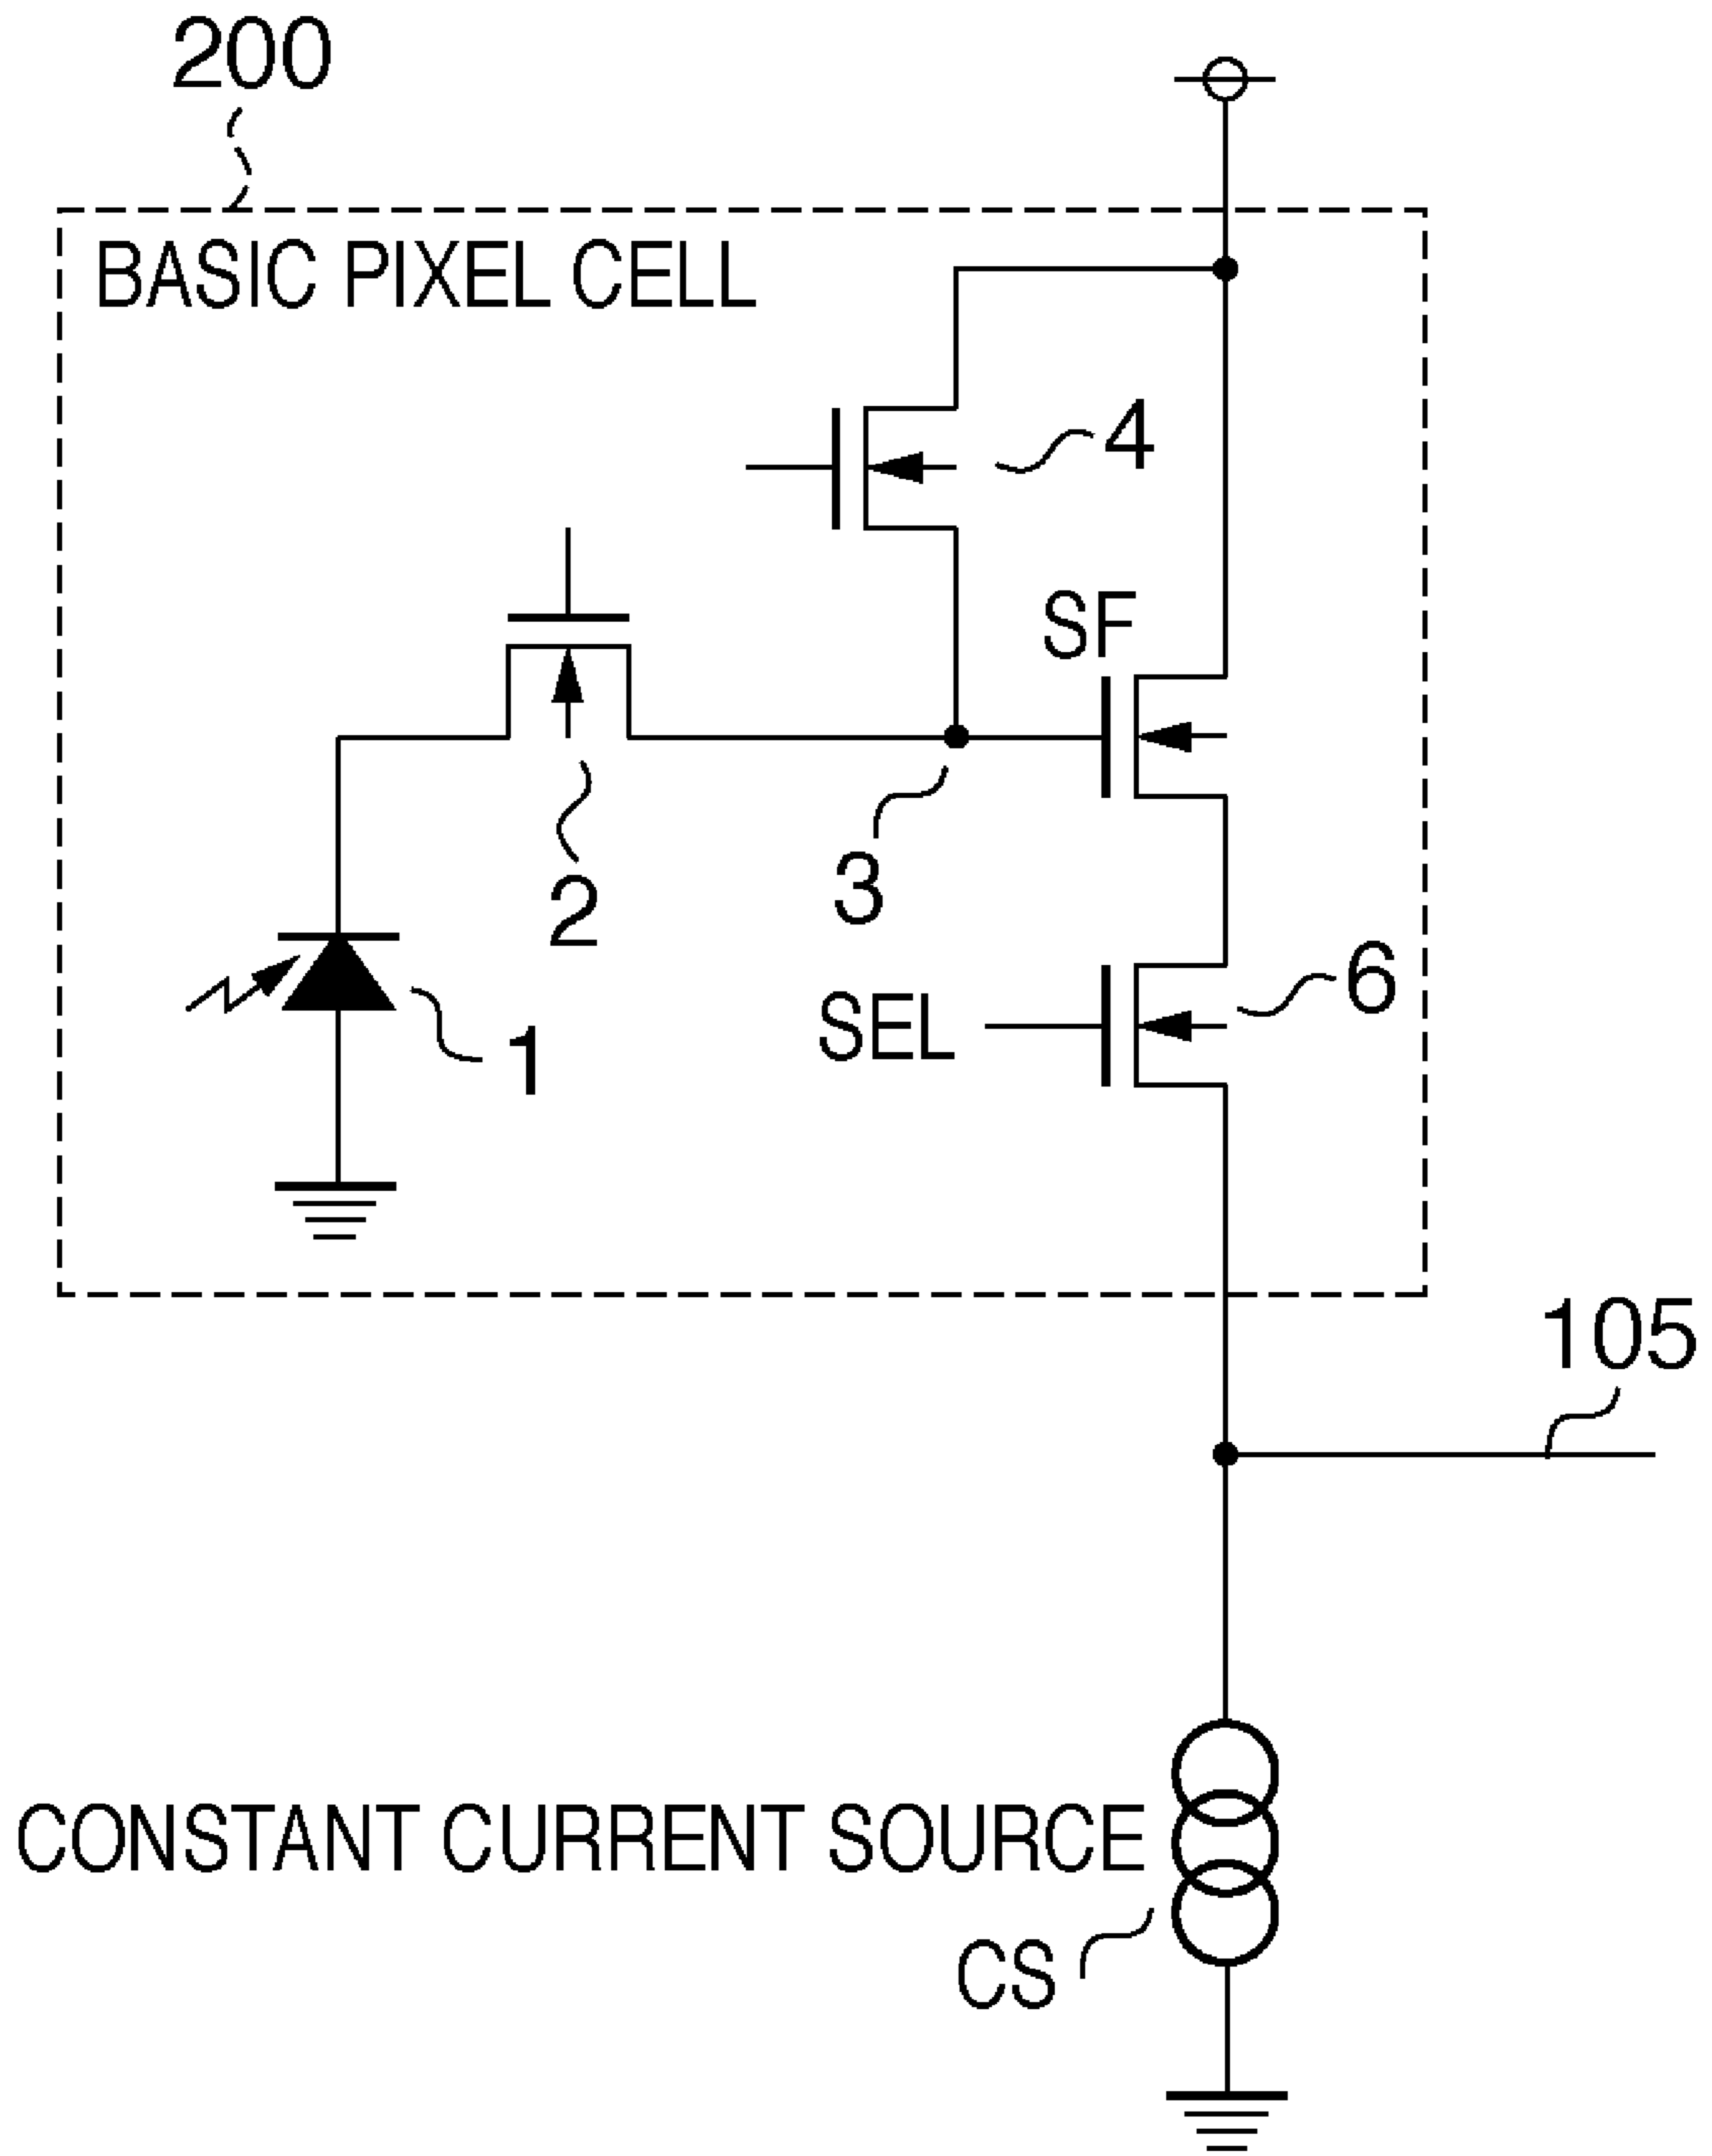 200
BASIC PIXEL CELL
4
SF
2
3
6
SEL
1
105
CONSTANT CURRENT SOURCE
CS